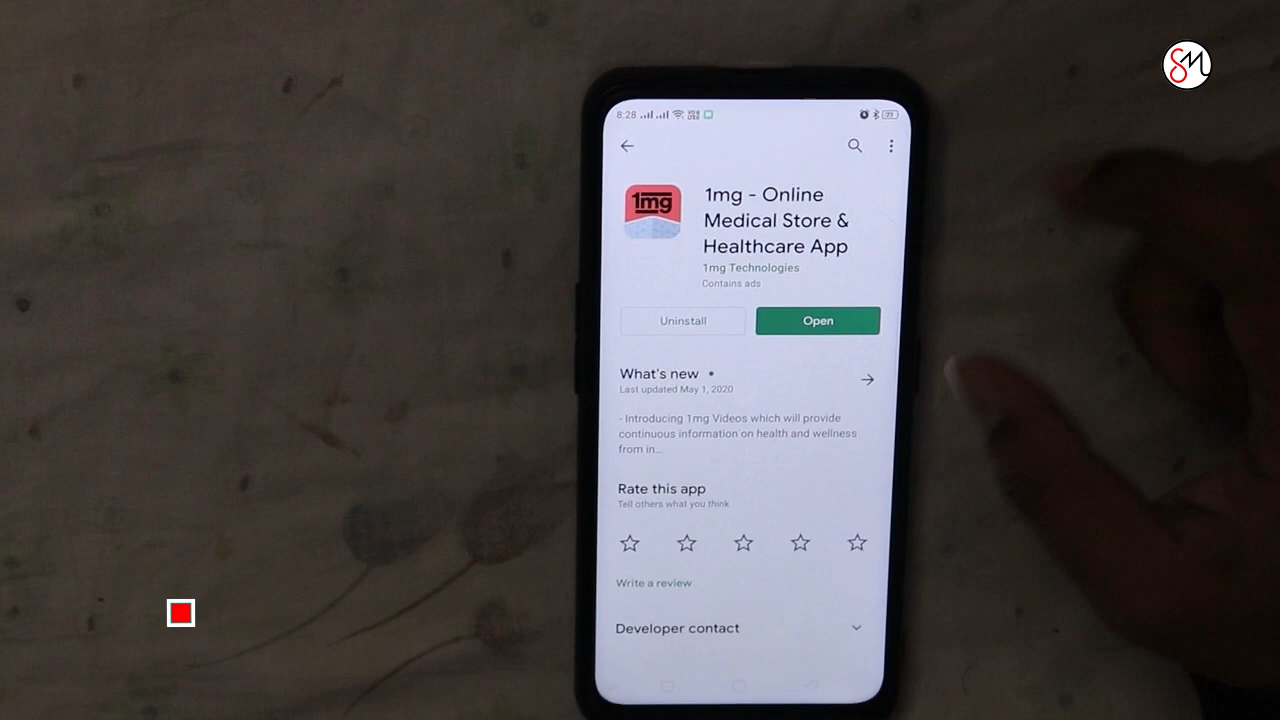 SM
8:28
1mg
1mg - Online
Medical Store &
Healthcare App
1mg Technologies
Contains ads
Uninstall
Open
What's new •
Last updated May 1, 2020
- Introducing 1mg Videos which will provide
continuous information on health and wellness
from in...
Rate this app
Tell others what you think
Write a review
Developer contact